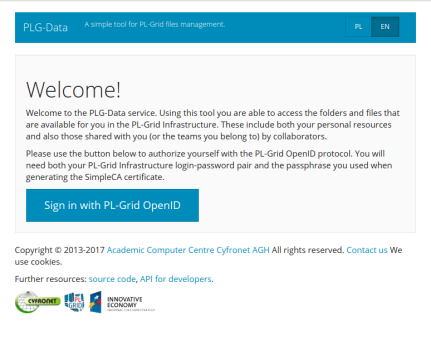 PLG-Data A simple tool for PL-Grid files management. PL EN
Welcome!
Welcome to the PLG-Data service. Using this tool you are able to access the folders and files that
are available for you in the PL-Grid Infrastructure. These include both your personal resources
and also those shared with you (or the teams you belong to) by collaborators.
Please use the button below to authorize yourself with the PL-Grid OpenID protocol. You will
need both your PL-Grid Infrastructure login-password pair and the passphrase you used when
generating the SimpleCA certificate.
Sign in with PL-Grid OpenID
Copyright © 2013-2017 Academic Computer Centre Cyfronet AGH All rights reserved. Contact us We
use cookies.
Further resources: source code, API for developers.
CYFRONET PL GRID INNOVATIVE
ECONOMY